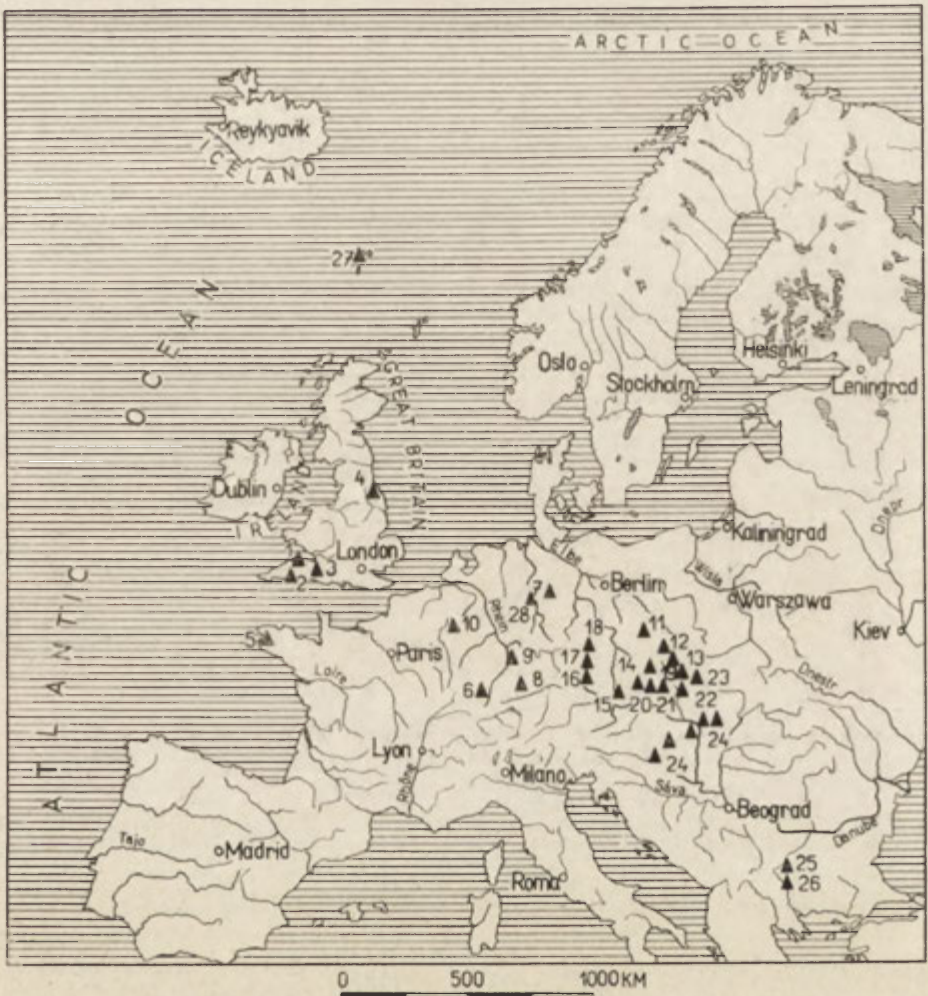 ARCTIC OCEAN
Reykyavik
ICELAND
27
ATLANTIC OCEAN
Oslo
Stockholm
Helsinki
Leningrad
GREAT BRITAIN
4
Dublin
IRELAND
London
3
2
Kaliningrad
Dnepr
Elbe
Berlin
Wisla
Warszawa
Kiev
7
28
Rhein
10
5
Paris
Loire
9
8
6
18
17
16
11
12
13
14
23
15
20-21
22
24
24
Dnestr
Lyon
Rhône
Milano
Sava
Beograd
Danube
Tajo
Madrid
Roma
25
26
0 500 1000 KM